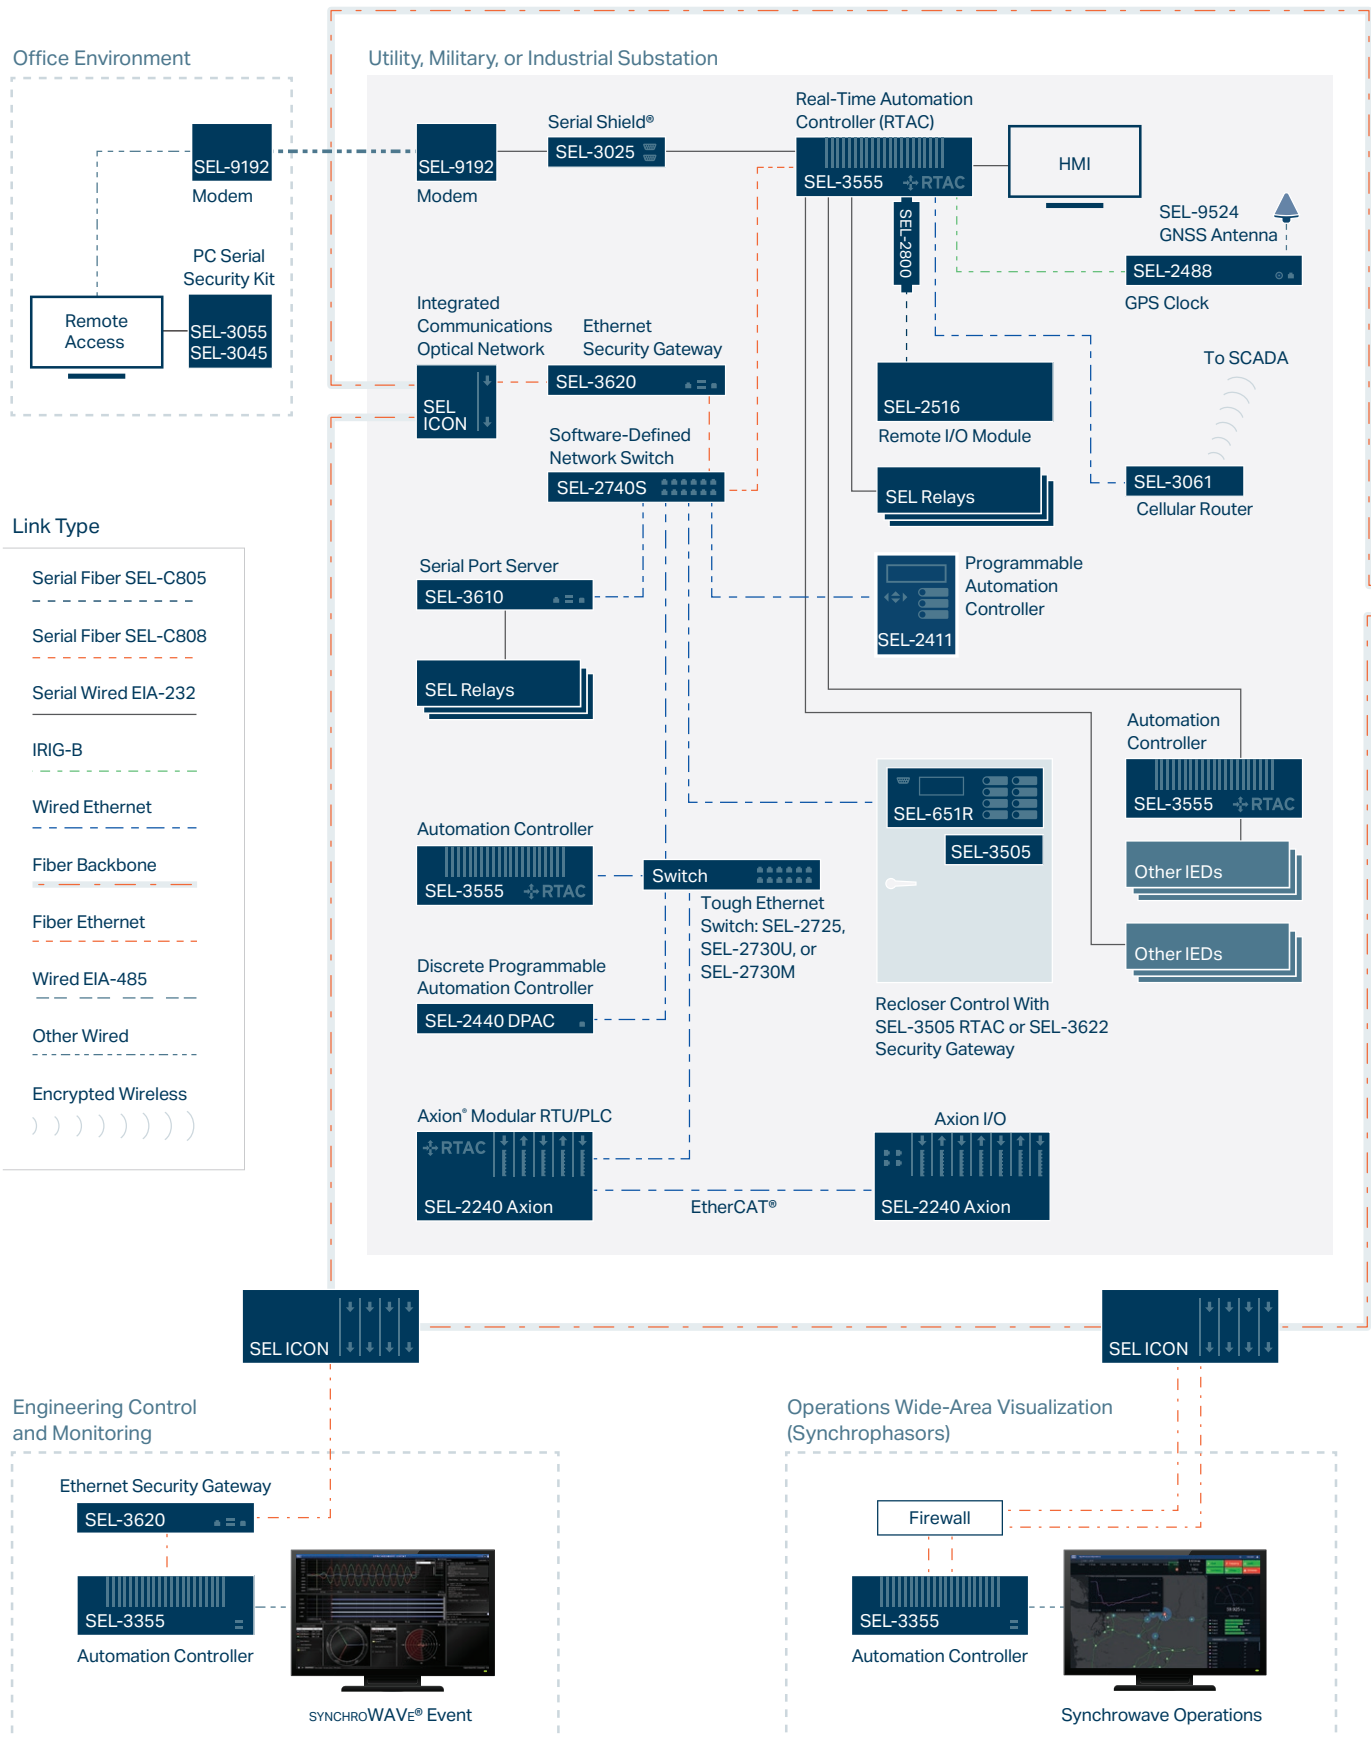 Office Environment
SEL-9192
Modem
PC Serial
Security Kit
Remote
Access
SEL-3055
SEL-3045
Link Type
Serial Fiber SEL-C805
Serial Fiber SEL-C808
Serial Wired EIA-232
IRIG-B
Wired Ethernet
Fiber Backbone
Fiber Ethernet
Wired EIA-485
Other Wired
Encrypted Wireless
Utility, Military, or Industrial Substation
SEL-9192
Modem
Serial Shield®
SEL-3025
Real-Time Automation
Controller (RTAC)
SEL-3555 RTAC
HMI
SEL-2800
SEL-9524
GNSS Antenna
SEL-2488
GPS Clock
Integrated
Communications
Optical Network
SEL
ICON
Ethernet
Security Gateway
SEL-3620
Software-Defined
Network Switch
SEL-2740S
SEL-2516
Remote I/O Module
To SCADA
SEL Relays
SEL-3061
Cellular Router
Serial Port Server
SEL-3610
SEL Relays
Programmable
Automation
Controller
SEL-2411
Automation
Controller
SEL-3555 RTAC
Other IEDs
Other IEDs
SEL-651R
SEL-3505
Recloser Control With
SEL-3505 RTAC or SEL-3622
Security Gateway
Automation Controller
SEL-3555 RTAC
Switch
Tough Ethernet
Switch: SEL-2725,
SEL-2730U, or
SEL-2730M
Discrete Programmable
Automation Controller
SEL-2440 DPAC
Axion® Modular RTU/PLC
RTAC
SEL-2240 Axion
EtherCAT®
Axion I/O
SEL-2240 Axion
SEL ICON
SEL ICON
Engineering Control
and Monitoring
Ethernet Security Gateway
SEL-3620
SEL-3355
Automation Controller
SYNCHROWAVE® Event
Operations Wide-Area Visualization
(Synchrophasors)
Firewall
SEL-3355
Automation Controller
Synchrowave Operations